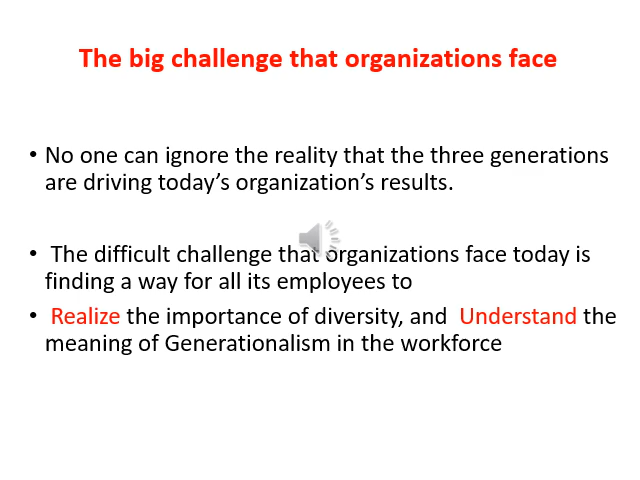 The big challenge that organizations face
• No one can ignore the reality that the three generations
are driving today's organization's results.
• The difficult challenge that organizations face today is
finding a way for all its employees to
• Realize the importance of diversity, and Understand the
meaning of Generationalism in the workforce